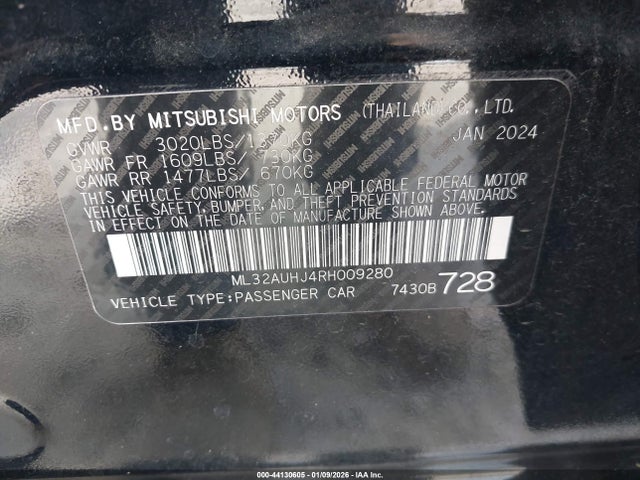 MFD.BY MITSUBISHI MOTORS (THAILAND)CO.,LTD.
GVWR 3020LBS/ JAN 2024
GAWR FR 1609LBS/ 730KG
GAWR RR 1477LBS/ 670KG
THIS VEHICLE CONFORMS TO ALL APPLICABLE FEDERAL MOTOR
VEHICLE SAFETY,BUMPER,AND THEFT PREVENTION STANDARDS
IN EFFECT ON THE DATE OF MANUFACTURE SHOWN ABOVE.
ML32AUHJ4RH009280
VEHICLE TYPE:PASSENGER CAR 7430B 728
000-44130605 - 01/09/2026 - IAA Inc.